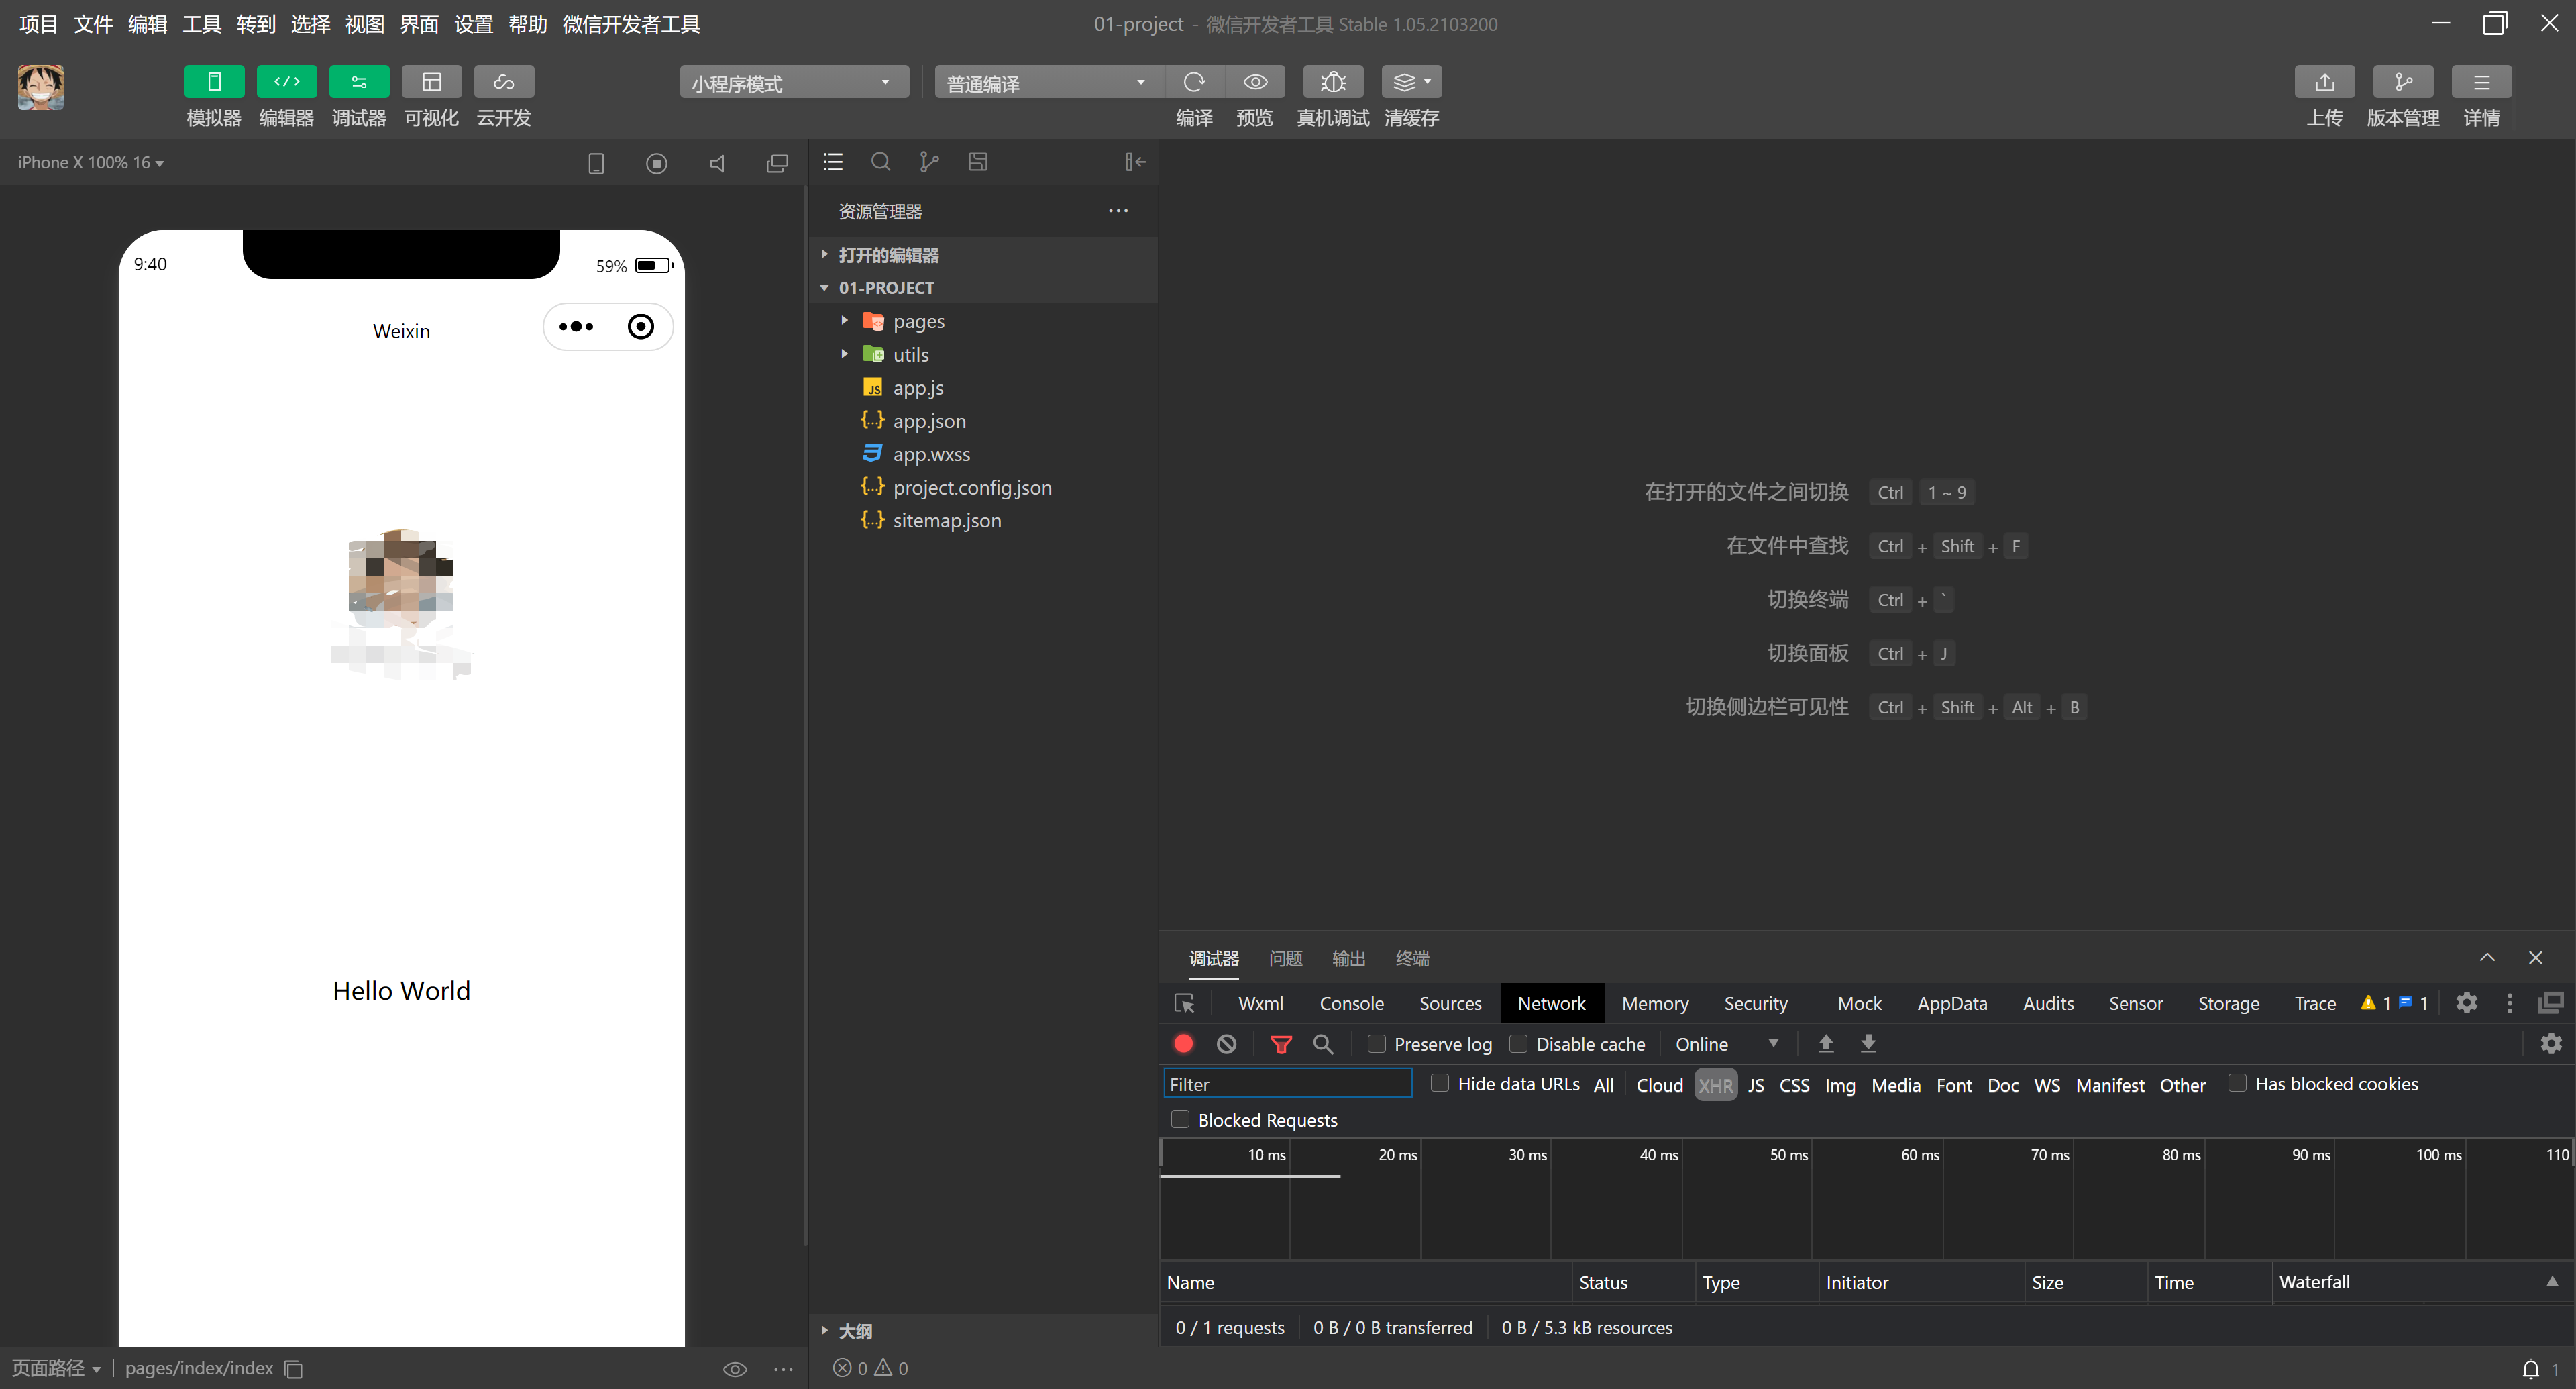 项目 文件 编辑 工具 转到 选择 视图 界面 设置 帮助 微信开发者工具
01-project - 微信开发者工具 Stable 1.05.2103200
小程序模式 普通编译
模拟器 编辑器 调试器 可视化 云开发 编译 预览 真机调试 清缓存 上传 版本管理 详情
iPhone X 100% 16
9:40
59%
Weixin
Hello World
页面路径 pages/index/index
资源管理器
打开的编辑器
01-PROJECT
pages
utils
JS app.js
{..} app.json
app.wxss
{..} project.config.json
{..} sitemap.json
大纲
0 0
在打开的文件之间切换 Ctrl 1 ~ 9
在文件中查找 Ctrl + Shift + F
切换终端 Ctrl + `
切换面板 Ctrl + J
切换侧边栏可见性 Ctrl + Shift + Alt + B
调试器 问题 输出 终端
Wxml Console Sources Network Memory Security Mock AppData Audits Sensor Storage Trace 1 1
Preserve log Disable cache Online
Filter Hide data URLs All Cloud XHR JS CSS Img Media Font Doc WS Manifest Other Has blocked cookies
Blocked Requests
10 ms 20 ms 30 ms 40 ms 50 ms 60 ms 70 ms 80 ms 90 ms 100 ms 110
Name Status Type Initiator Size Time Waterfall
0 / 1 requests 0 B / 0 B transferred 0 B / 5.3 kB resources
1